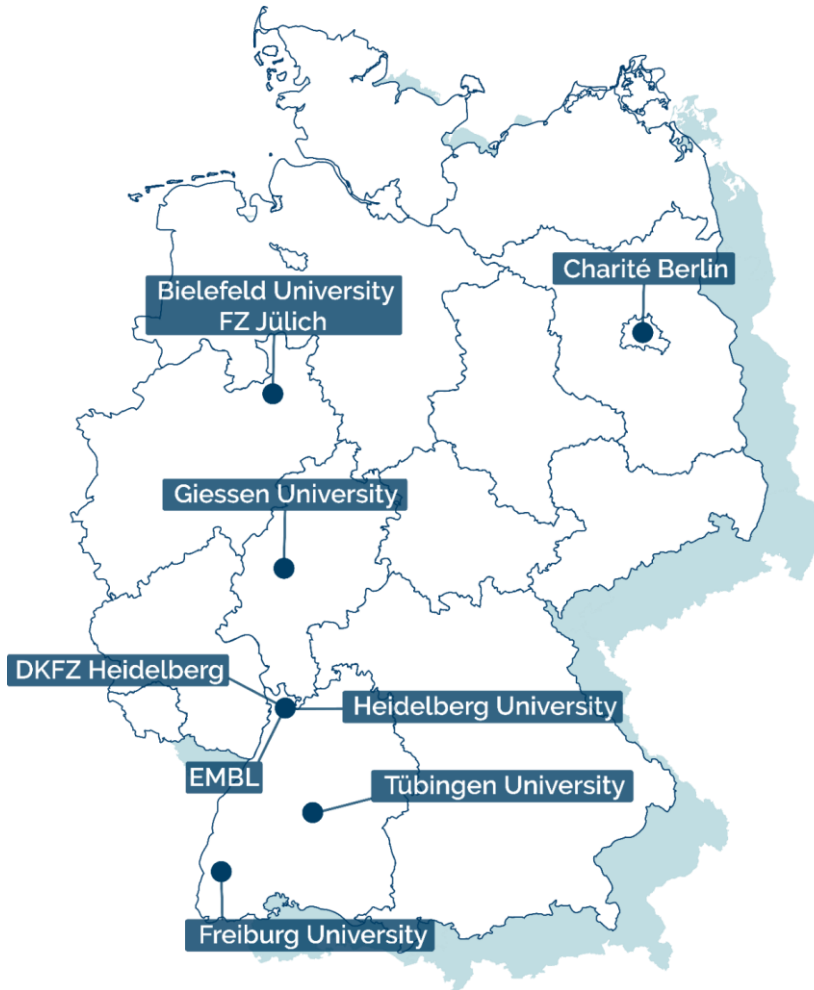 Charité Berlin
Bielefeld University
FZ Jülich
Giessen University
DKFZ Heidelberg
Heidelberg University
EMBL
Tübingen University
Freiburg University